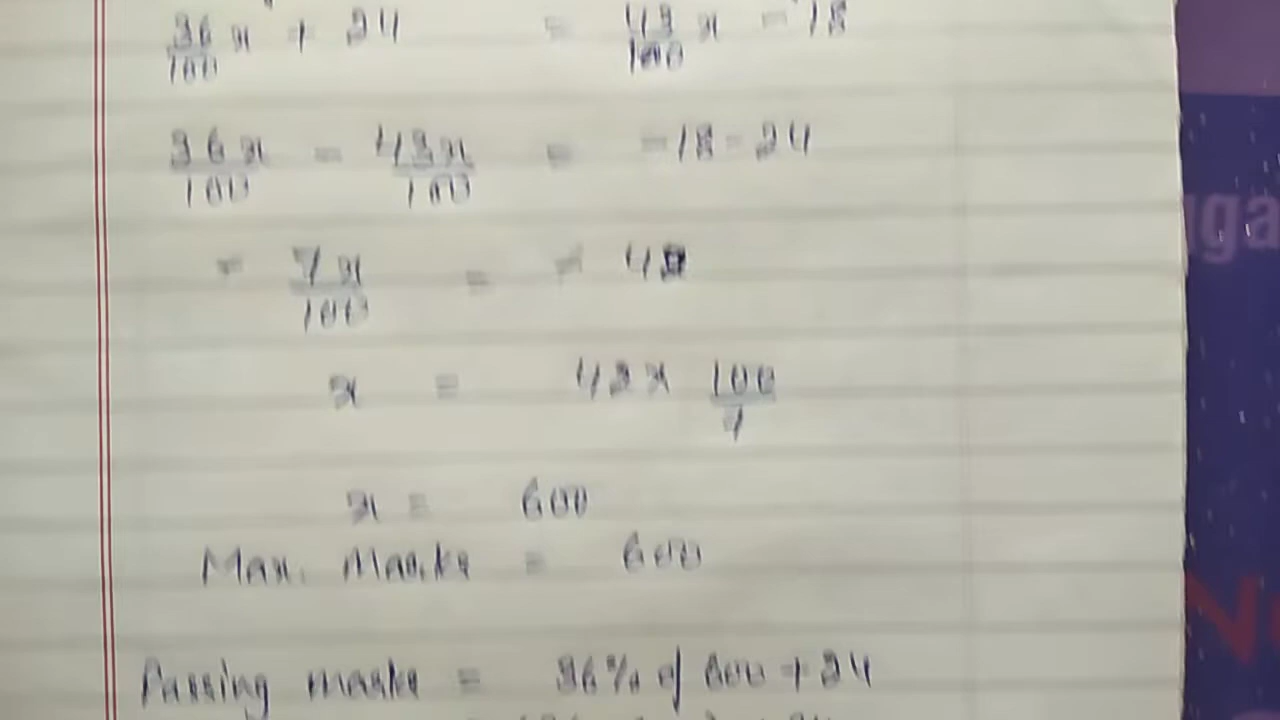 36/100 x + 24 = 43/100 x - 18
36x/100 - 43x/100 = -18 - 24
- 7x/100 = - 42
x = 42 x 100/7
x = 600
Max. Marks = 600
Passing marks = 36% of 600 + 24